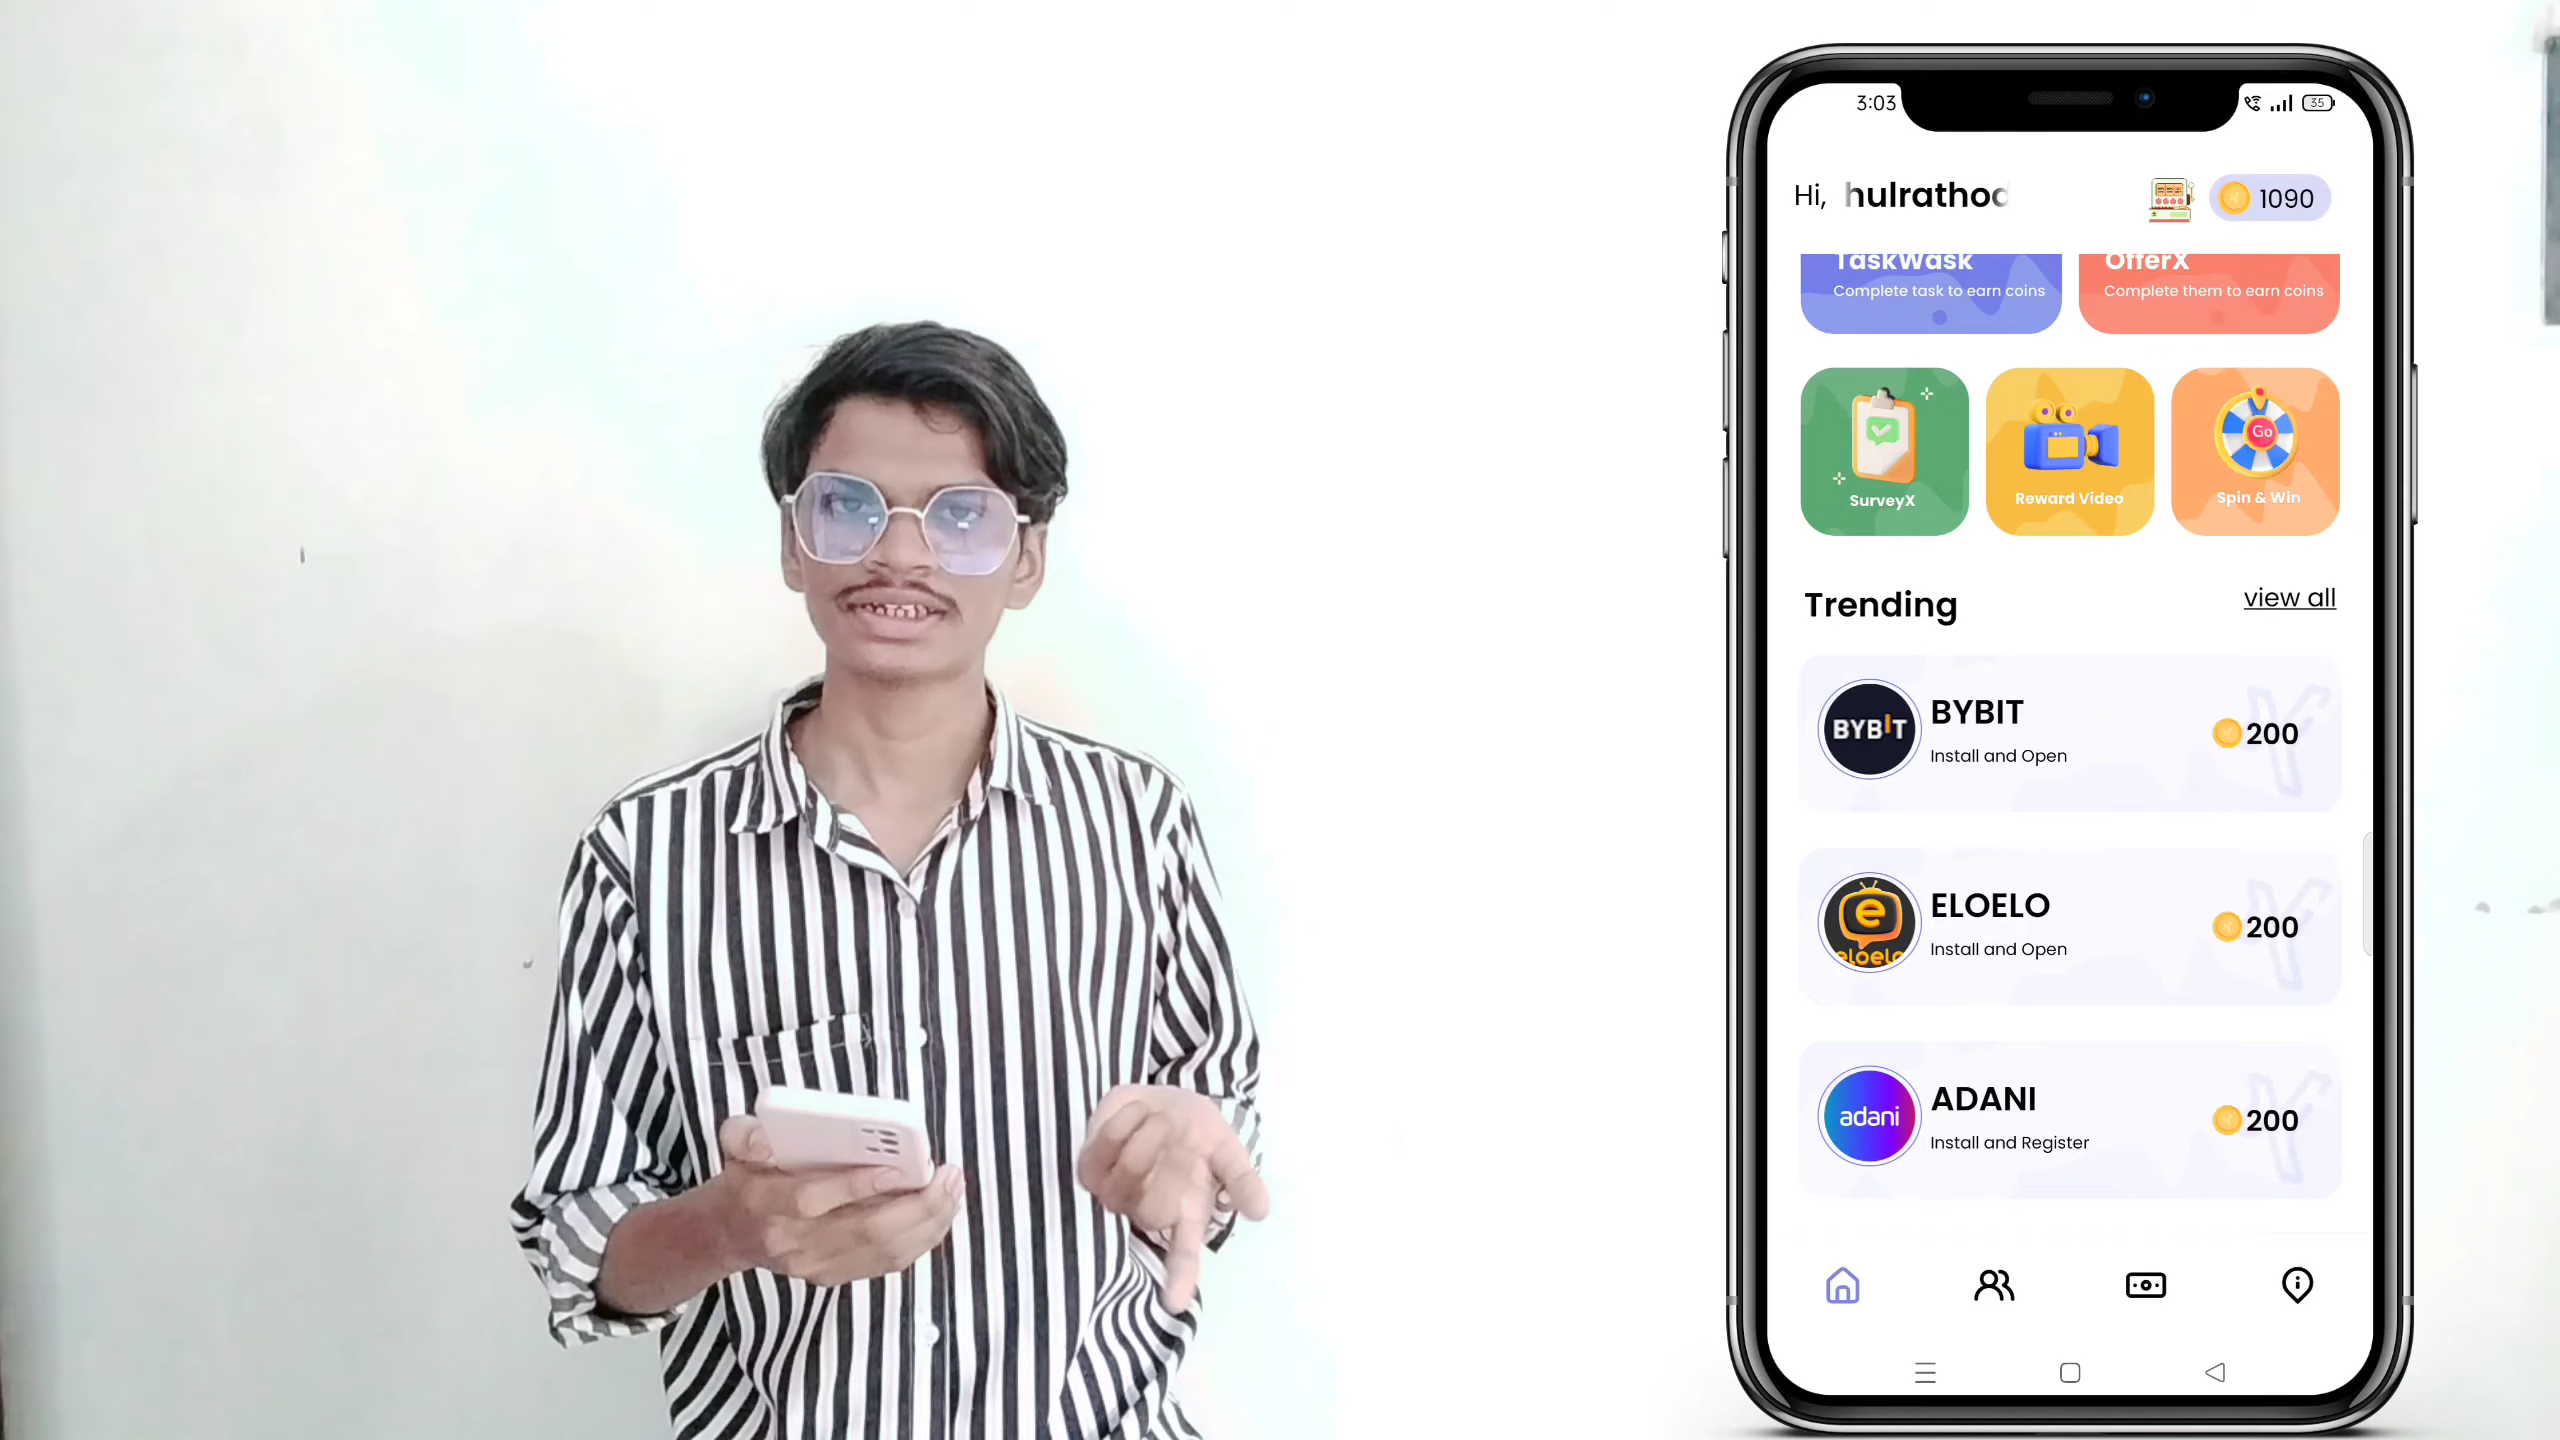 3:03
35
Hi, hulrathod
1090
TaskWask
OfferX
Complete task to earn coins
Complete them to earn coins
Go
SurveyX
Reward Video
Spin & Win
Trending
view all
BYBIT
BYBIT
Install and Open
200
e
eloelo
ELOELO
Install and Open
200
adani
ADANI
Install and Register
200